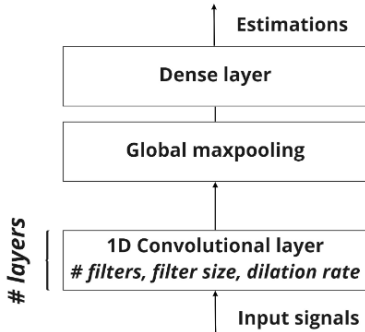 Estimations
Dense layer
Global maxpooling
# layers
1D Convolutional layer
# filters, filter size, dilation rate
Input signals